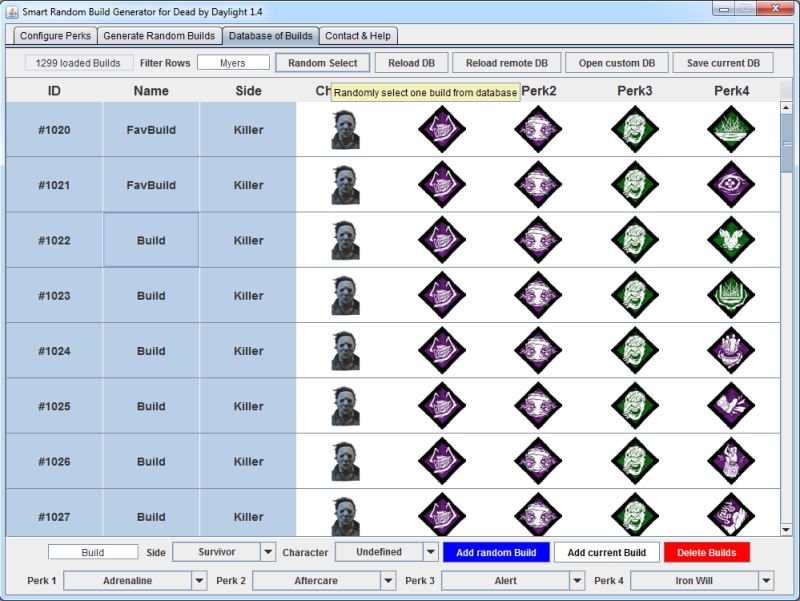 Smart Random Build Generator for Dead by Daylight 1.4
Configure Perks Generate Random Builds Database of Builds Contact & Help
1299 loaded Builds Filter Rows Myers Random Select Reload DB Reload remote DB Open custom DB Save current DB
Randomly select one build from database
ID Name Side Ch Perk2 Perk3 Perk4
#1020 FavBuild Killer
#1021 FavBuild Killer
#1022 Build Killer
#1023 Build Killer
#1024 Build Killer
#1025 Build Killer
#1026 Build Killer
#1027 Build Killer
Build Side Survivor Character Undefined Add random Build Add current Build Delete Builds
Perk 1 Adrenaline Perk 2 Aftercare Perk 3 Alert Perk 4 Iron Will